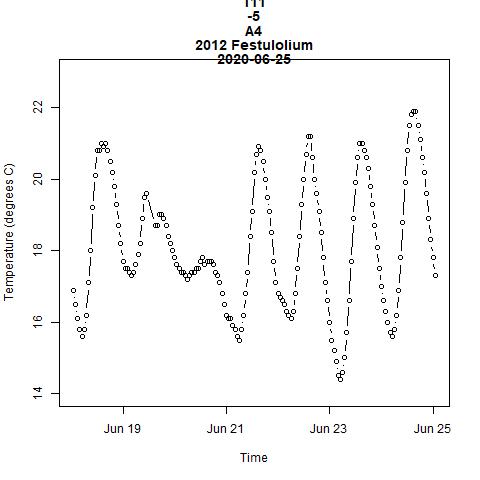 T11
-5
A4
2012 Festulolium
2020-06-25
Temperature (degrees C)
22
20
18
16
14
Jun 19 Jun 21 Jun 23 Jun 25
Time